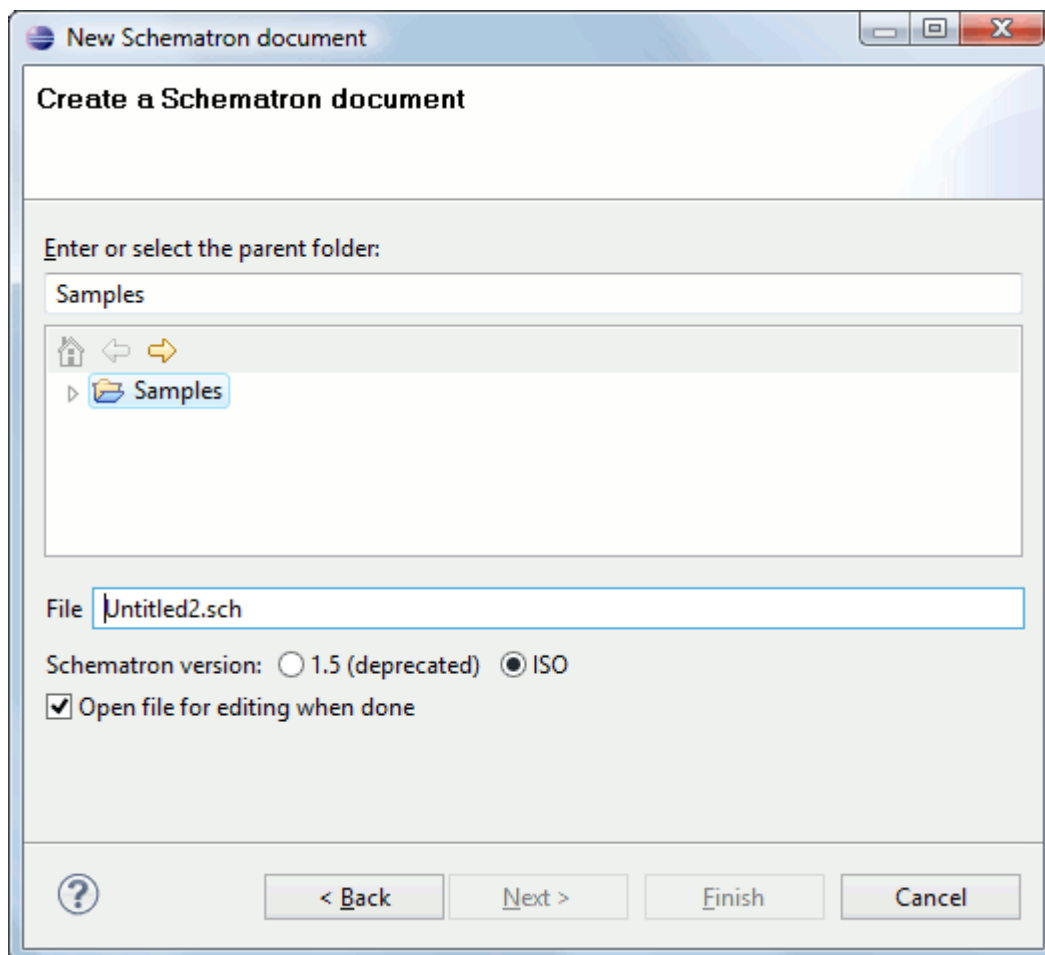 New Schematron document
Create a Schematron document
Enter or select the parent folder:
Samples
Samples
File Untitled2.sch
Schematron version: 1.5 (deprecated) ISO
Open file for editing when done
? < Back Next > Finish Cancel